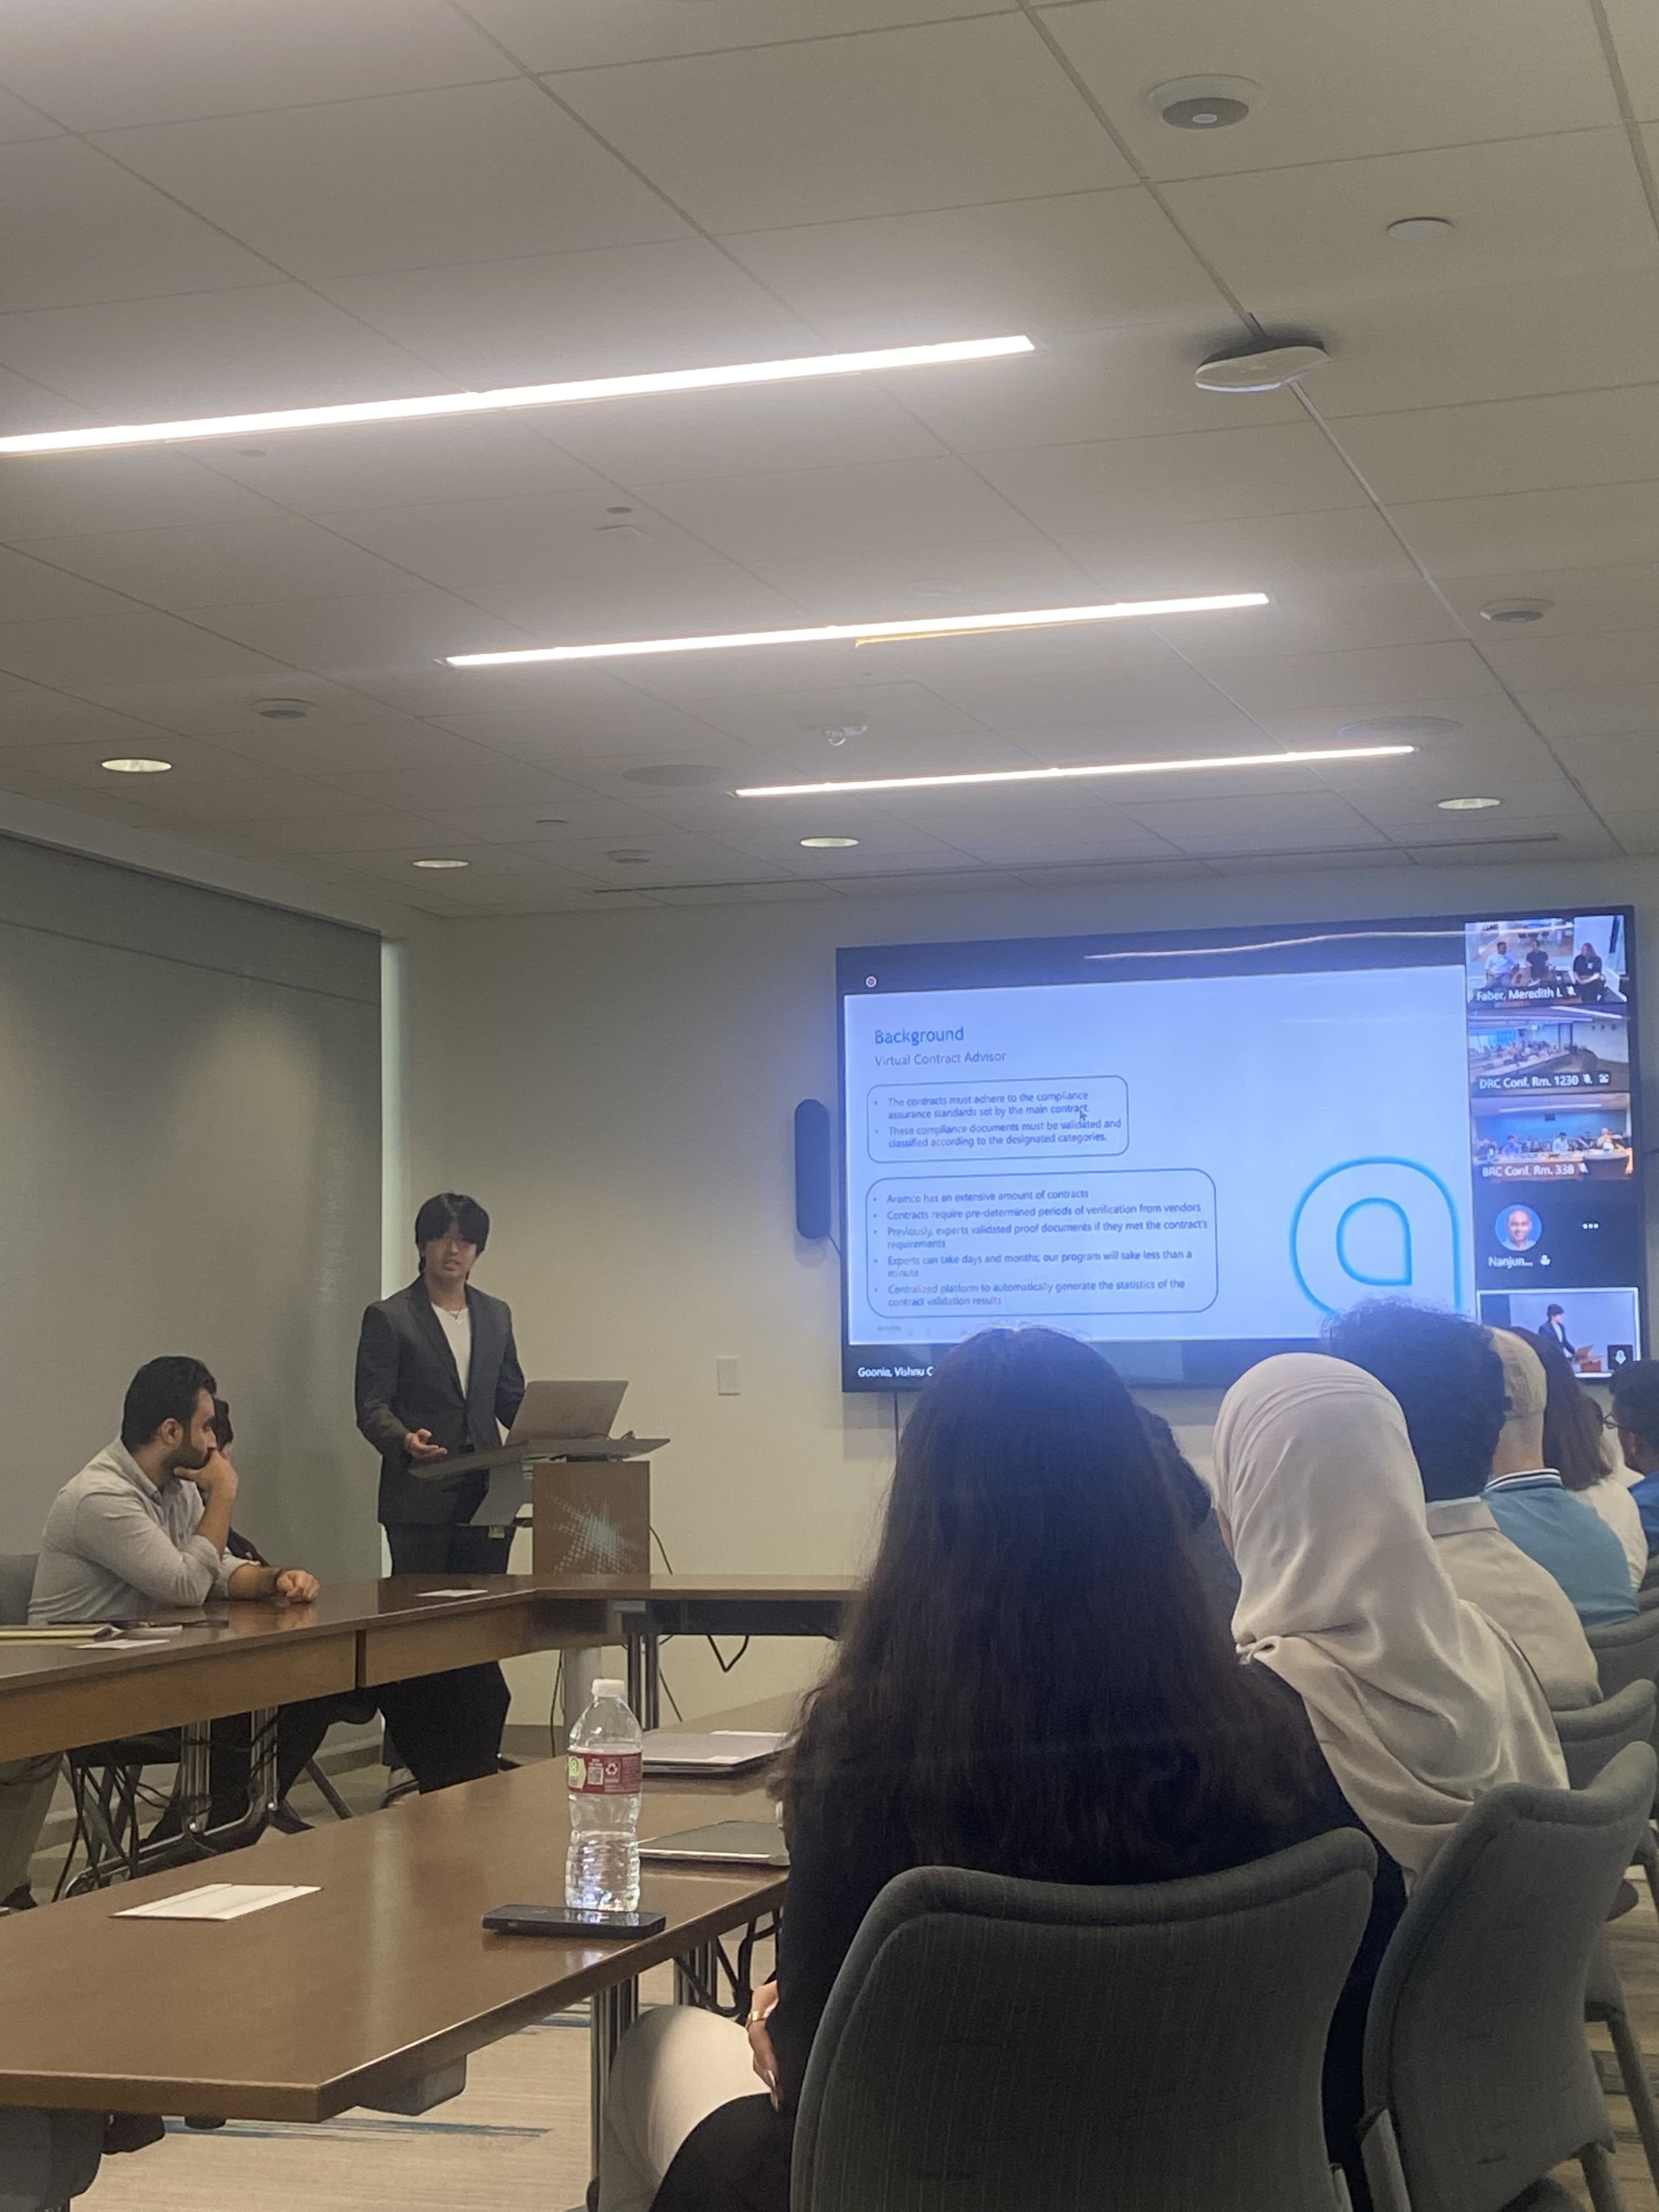 Background
Virtual Contract Advisor
• The contracts must adhere to the compliance
assurance standards set by the main contract.
• These compliance documents must be validated and
classified according to the designated categories.
• Aramco has an extensive amount of contracts
• Contracts require pre-determined periods of verification from vendors
• Previously, experts validated proof documents if they met the contract's
requirements
• Experts can take days and months; our program will take less than a
minute
• Centralized platform to automatically generate the statistics of the
contract validation results
Goonia, Vishnu C
Faber, Meredith L
DRC Conf. Rm. 1230
BRC Conf. Rm. 338
Nanjun...